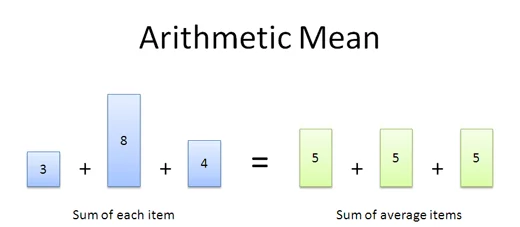 Arithmetic Mean
3 + 8 + 4 = 5 + 5 + 5
Sum of each item
Sum of average items